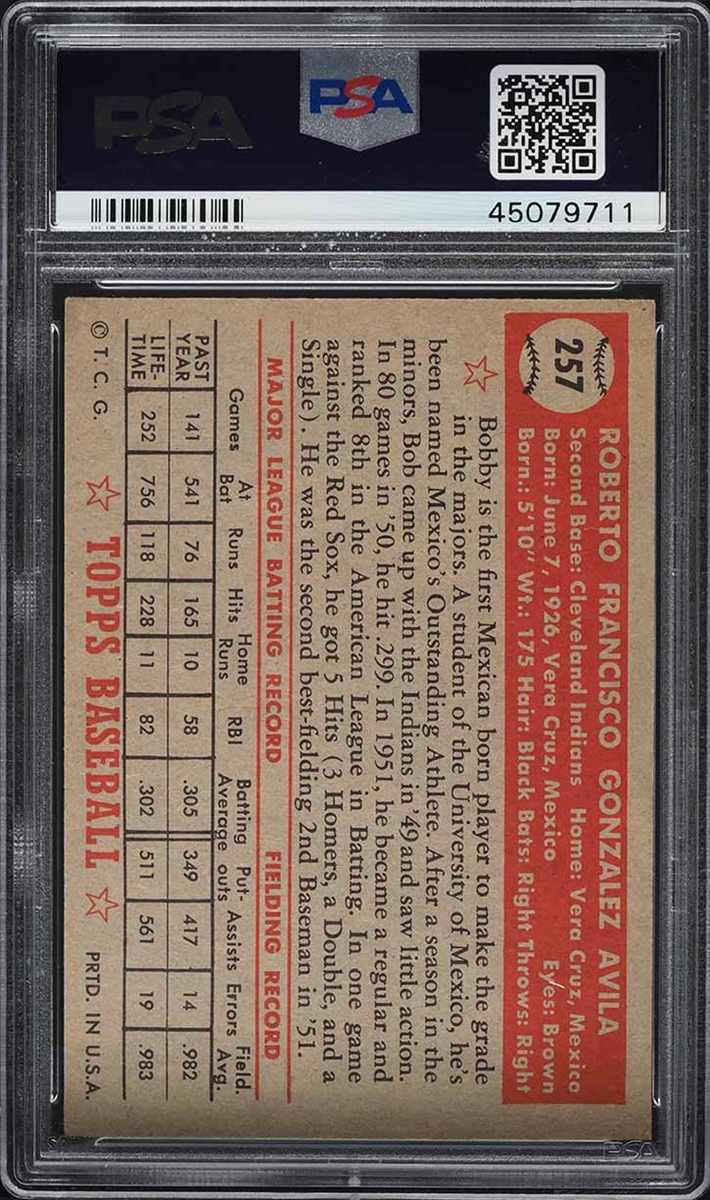 PSA
PSA
45079711
257
ROBERTO FRANCISCO GONZALEZ AVILA
Second Base: Cleveland Indians Home: Vera Cruz, Mexico
Born: June 7, 1926, Vera Cruz, Mexico Eyes: Brown
Born.: 5'10" Wt.: 175 Hair: Black Bats: Right Throws: Right
Bobby is the first Mexican born player to make the grade
in the majors. A student of the University of Mexico, he's
been named Mexico's Outstanding Athlete. After a season in the
minors, Bob came up with the Indians in '49 and saw little action.
In 80 games in '50, he hit .299. In 1951, he became a regular and
ranked 8th in the American League in Batting. In one game
against the Red Sox, he got 5 Hits (3 Homers, a Double, and a
Single). He was the second best-fielding 2nd Baseman in '51.
MAJOR LEAGUE BATTING RECORD FIELDING RECORD
Games At Bat Runs Hits Home Runs RBI Batting Average Put-outs Assists Errors Field. Avg.
PAST YEAR 141 541 76 165 10 58 .305 349 417 14 .982
LIFE-TIME 252 756 118 228 11 82 .302 511 561 19 .983
© T. C. G. TOPPS BASEBALL PRTD. IN U.S.A.
PSA